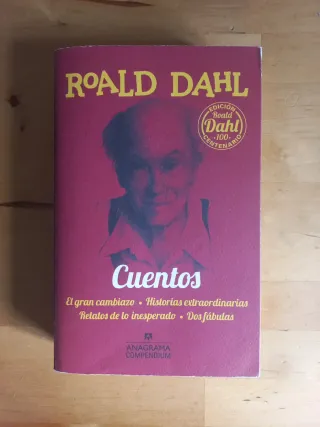 ROALD DAHL
EDICIÓN
Roald
Dahl
·100·
CENTENARIO
Cuentos
El gran cambiazo • Historias extraordinarias
Relatos de lo inesperado • Dos fábulas
ANAGRAMA
COMPENDIUM